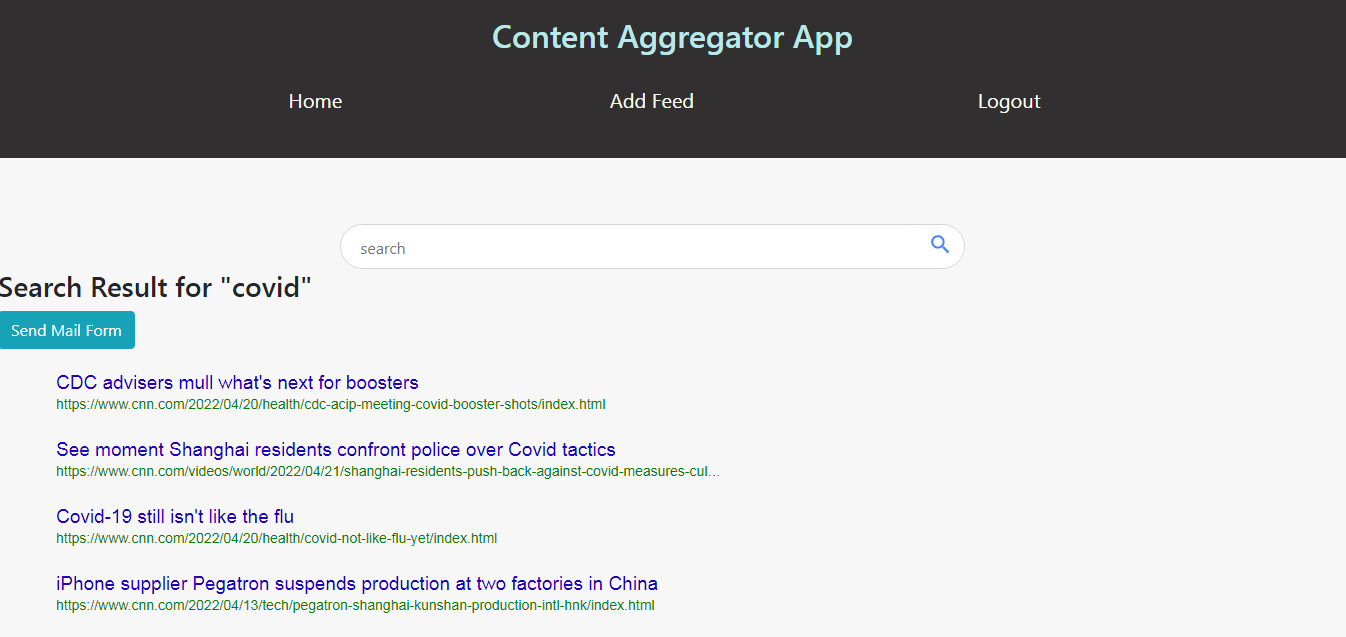 Content Aggregator App
Home Add Feed Logout
search
Search Result for "covid"
Send Mail Form
CDC advisers mull what's next for boosters
https://www.cnn.com/2022/04/20/health/cdc-acip-meeting-covid-booster-shots/index.html
See moment Shanghai residents confront police over Covid tactics
https://www.cnn.com/videos/world/2022/04/21/shanghai-residents-push-back-against-covid-measures-cul...
Covid-19 still isn't like the flu
https://www.cnn.com/2022/04/20/health/covid-not-like-flu-yet/index.html
iPhone supplier Pegatron suspends production at two factories in China
https://www.cnn.com/2022/04/13/tech/pegatron-shanghai-kunshan-production-intl-hnk/index.html